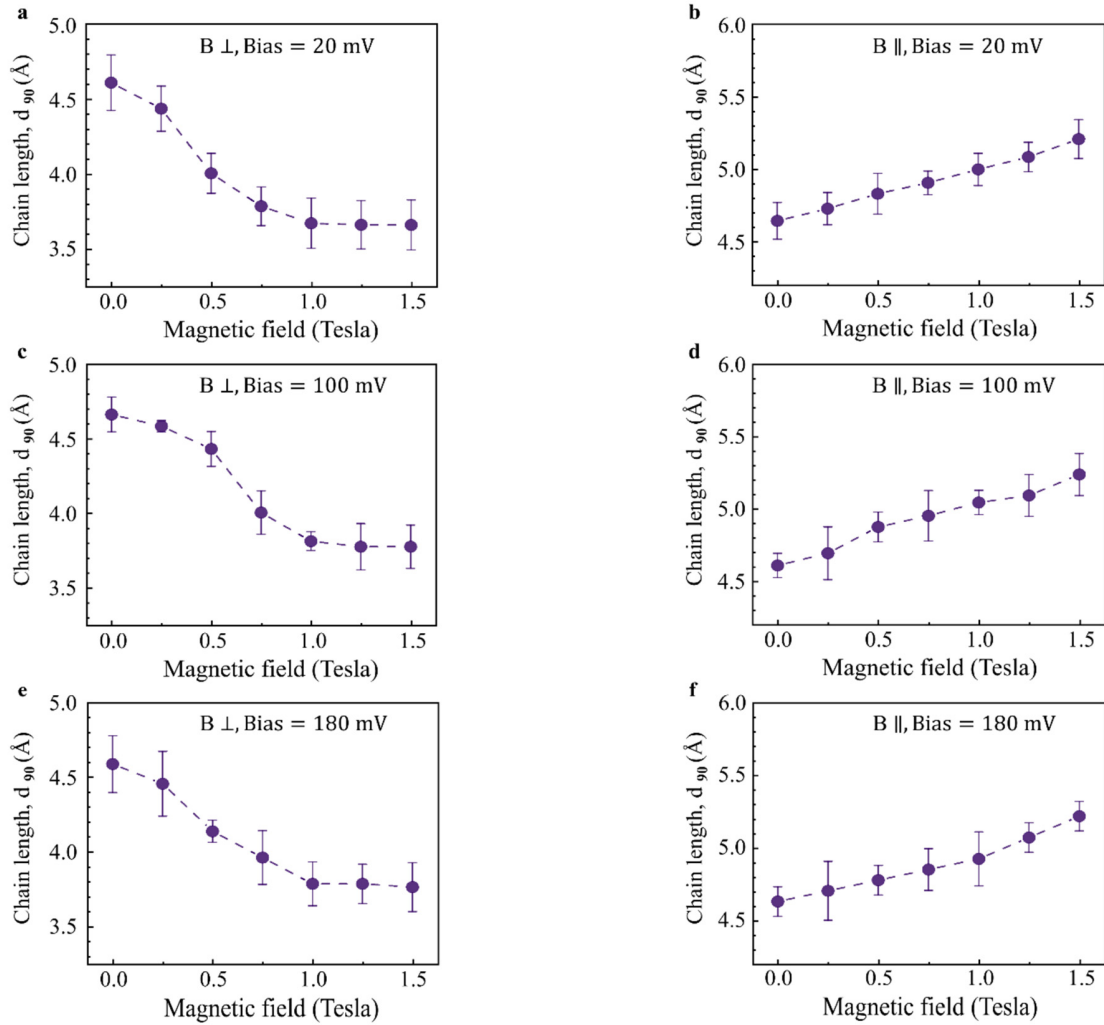 a
B ⊥, Bias = 20 mV
Chain length, d 90 (Å)
5.0
4.5
4.0
3.5
0.0 0.5 1.0 1.5
Magnetic field (Tesla)
b
B ∥, Bias = 20 mV
Chain length, d 90 (Å)
6.0
5.5
5.0
4.5
0.0 0.5 1.0 1.5
Magnetic field (Tesla)
c
B ⊥, Bias = 100 mV
Chain length, d 90 (Å)
5.0
4.5
4.0
3.5
0.0 0.5 1.0 1.5
Magnetic field (Tesla)
d
B ∥, Bias = 100 mV
Chain length, d 90 (Å)
6.0
5.5
5.0
4.5
0.0 0.5 1.0 1.5
Magnetic field (Tesla)
e
B ⊥, Bias = 180 mV
Chain length, d 90 (Å)
5.0
4.5
4.0
3.5
0.0 0.5 1.0 1.5
Magnetic field (Tesla)
f
B ∥, Bias = 180 mV
Chain length, d 90 (Å)
6.0
5.5
5.0
4.5
0.0 0.5 1.0 1.5
Magnetic field (Tesla)